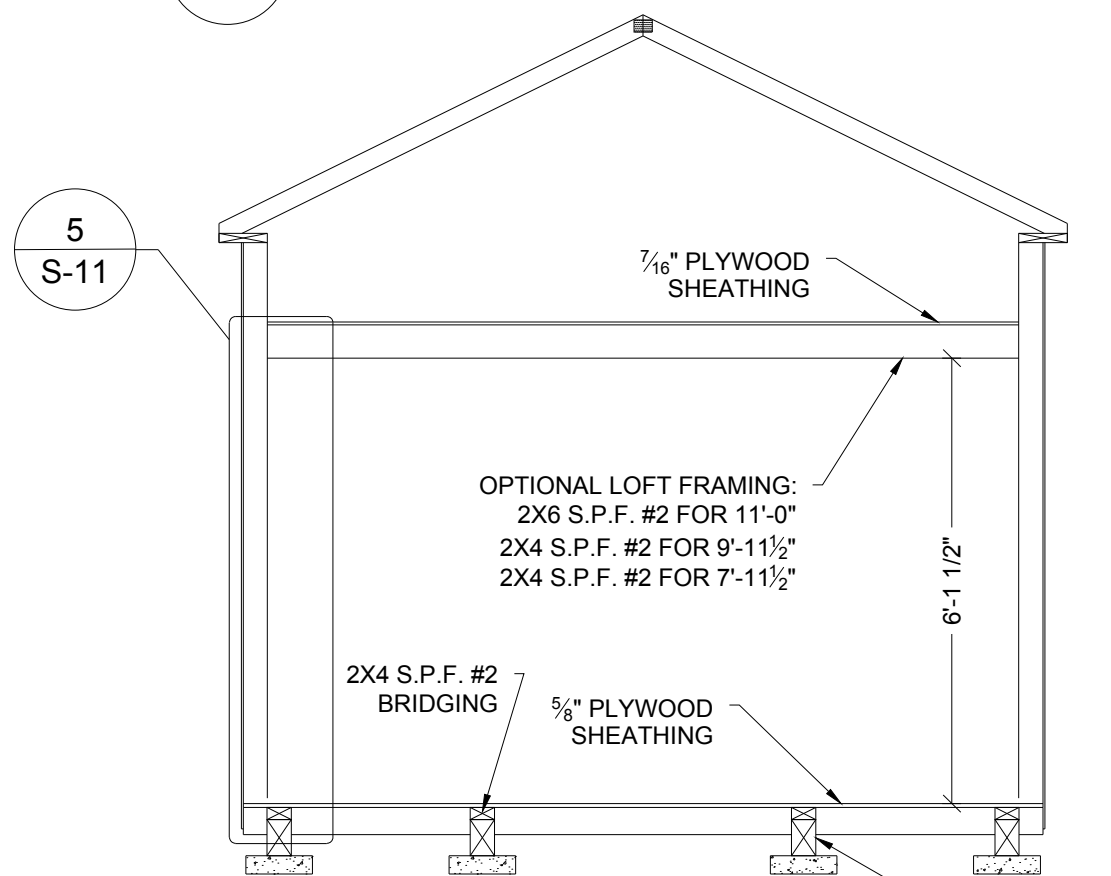 5
S-11
7⁄16" PLYWOOD
SHEATHING
OPTIONAL LOFT FRAMING:
2X6 S.P.F. #2 FOR 11'-0"
2X4 S.P.F. #2 FOR 9'-11½"
2X4 S.P.F. #2 FOR 7'-11½"
6'-1 1/2"
2X4 S.P.F. #2
BRIDGING
5⁄8" PLYWOOD
SHEATHING